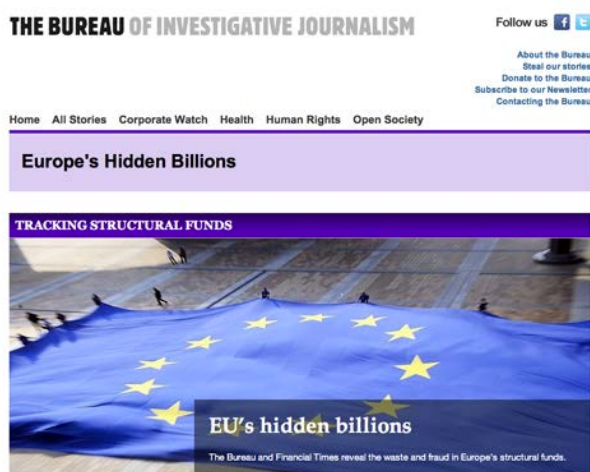 THE BUREAU OF INVESTIGATIVE JOURNALISM
Follow us
About the Bureau
Steal our stories
Donate to the Bureau
Subscribe to our Newsletter
Contacting the Bureau
Home All Stories Corporate Watch Health Human Rights Open Society
Europe's Hidden Billions
TRACKING STRUCTURAL FUNDS
EU's hidden billions
The Bureau and Financial Times reveal the waste and fraud in Europe's structural funds.